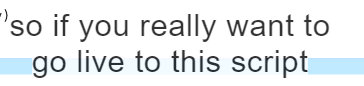 )so if you really want to
go live to this script